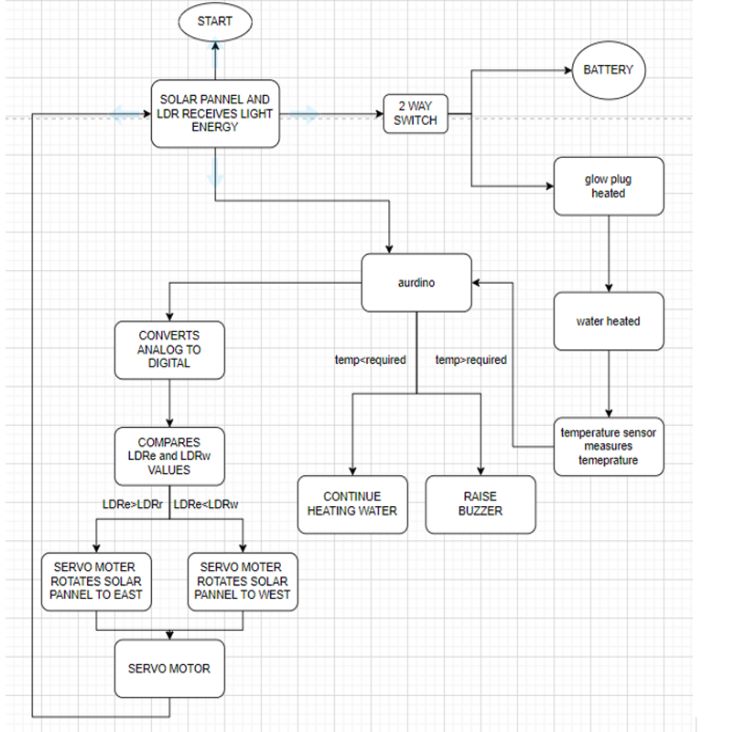 START
SOLAR PANNEL AND
LDR RECEIVES LIGHT
ENERGY
2 WAY
SWITCH
BATTERY
glow plug
heated
aurdino
water heated
CONVERTS
ANALOG TO
DIGITAL
temp<required
temp>required
temperature sensor
measures
temeprature
COMPARES
LDRe and LDRw
VALUES
CONTINUE
HEATING WATER
RAISE
BUZZER
LDRe>LDRr
LDRe<LDRw
SERVO MOTER
ROTATES SOLAR
PANNEL TO EAST
SERVO MOTER
ROTATES SOLAR
PANNEL TO WEST
SERVO MOTOR